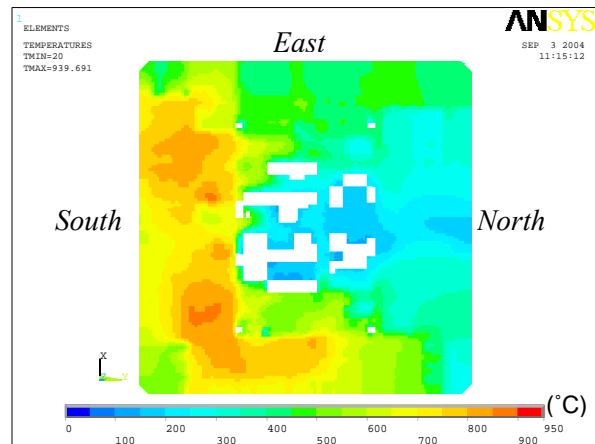 1
ELEMENTS
TEMPERATURES
TMIN=20
TMAX=939.691
ANSYS
SEP 3 2004
11:15:12
East
South
North
X
Y
(°C)
0 200 400 600 800 950
100 300 500 700 900